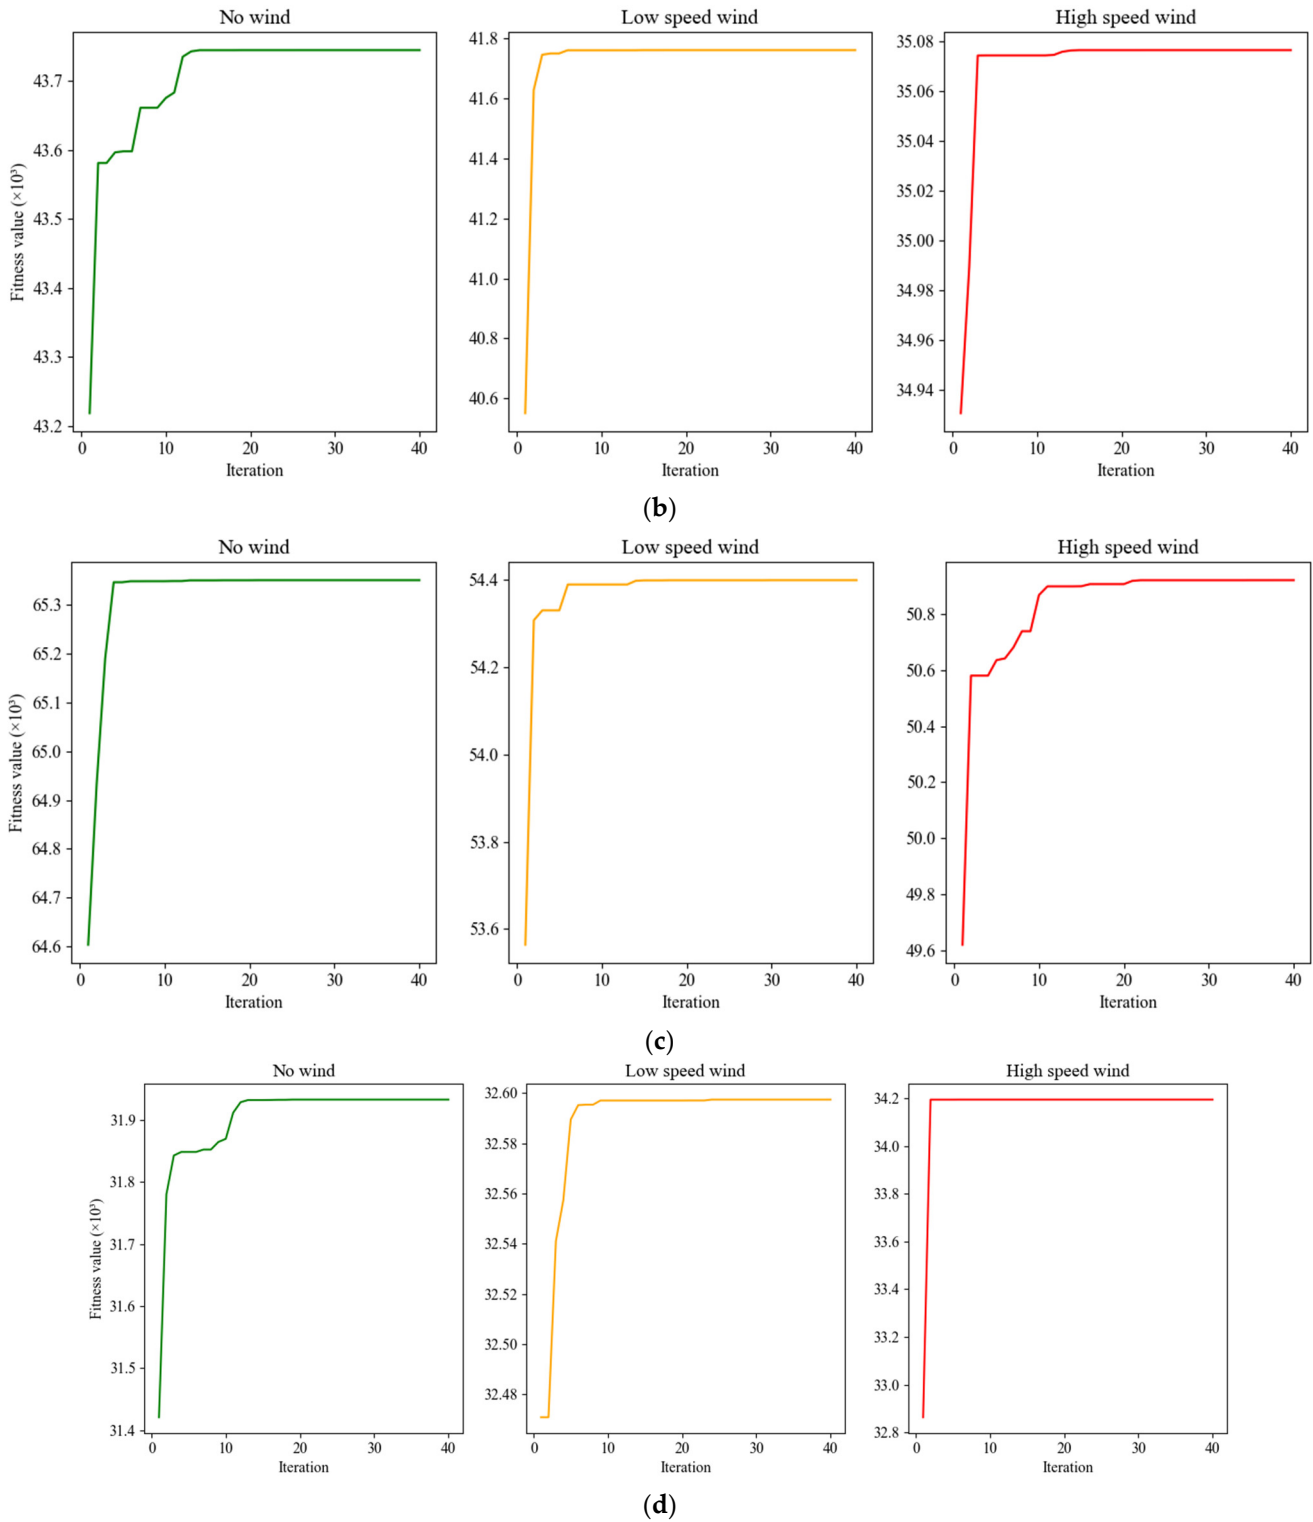 No wind
Low speed wind
High speed wind
Fitness value (×10³)
43.7
43.6
43.5
43.4
43.3
43.2
0 10 20 30 40
Iteration
41.8
41.6
41.4
41.2
41.0
40.8
40.6
0 10 20 30 40
Iteration
35.08
35.06
35.04
35.02
35.00
34.98
34.96
34.94
0 10 20 30 40
Iteration
(b)
No wind
Low speed wind
High speed wind
Fitness value (×10³)
65.3
65.2
65.1
65.0
64.9
64.8
64.7
64.6
0 10 20 30 40
Iteration
54.4
54.2
54.0
53.8
53.6
0 10 20 30 40
Iteration
50.8
50.6
50.4
50.2
50.0
49.8
49.6
0 10 20 30 40
Iteration
(c)
No wind
Low speed wind
High speed wind
Fitness value (×10³)
31.9
31.8
31.7
31.6
31.5
31.4
0 10 20 30 40
Iteration
32.60
32.58
32.56
32.54
32.52
32.50
32.48
0 10 20 30 40
Iteration
34.2
34.0
33.8
33.6
33.4
33.2
33.0
32.8
0 10 20 30 40
Iteration
(d)